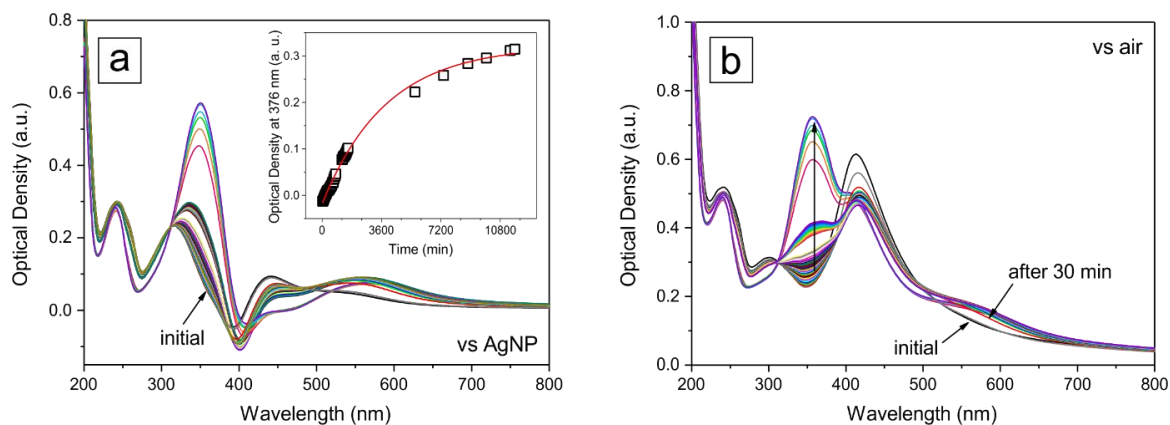 a
Optical Density (a.u.)
0.8
0.6
0.4
0.2
0.0
200 300 400 500 600 700 800
Wavelength (nm)
initial
vs AgNP
Optical Density at 376 nm (a. u.)
0.3
0.2
0.1
0.0
0 3600 7200 10800
Time (min)
b
vs air
Optical Density (a.u.)
1.0
0.8
0.6
0.4
0.2
0.0
200 300 400 500 600 700 800
Wavelength (nm)
after 30 min
initial